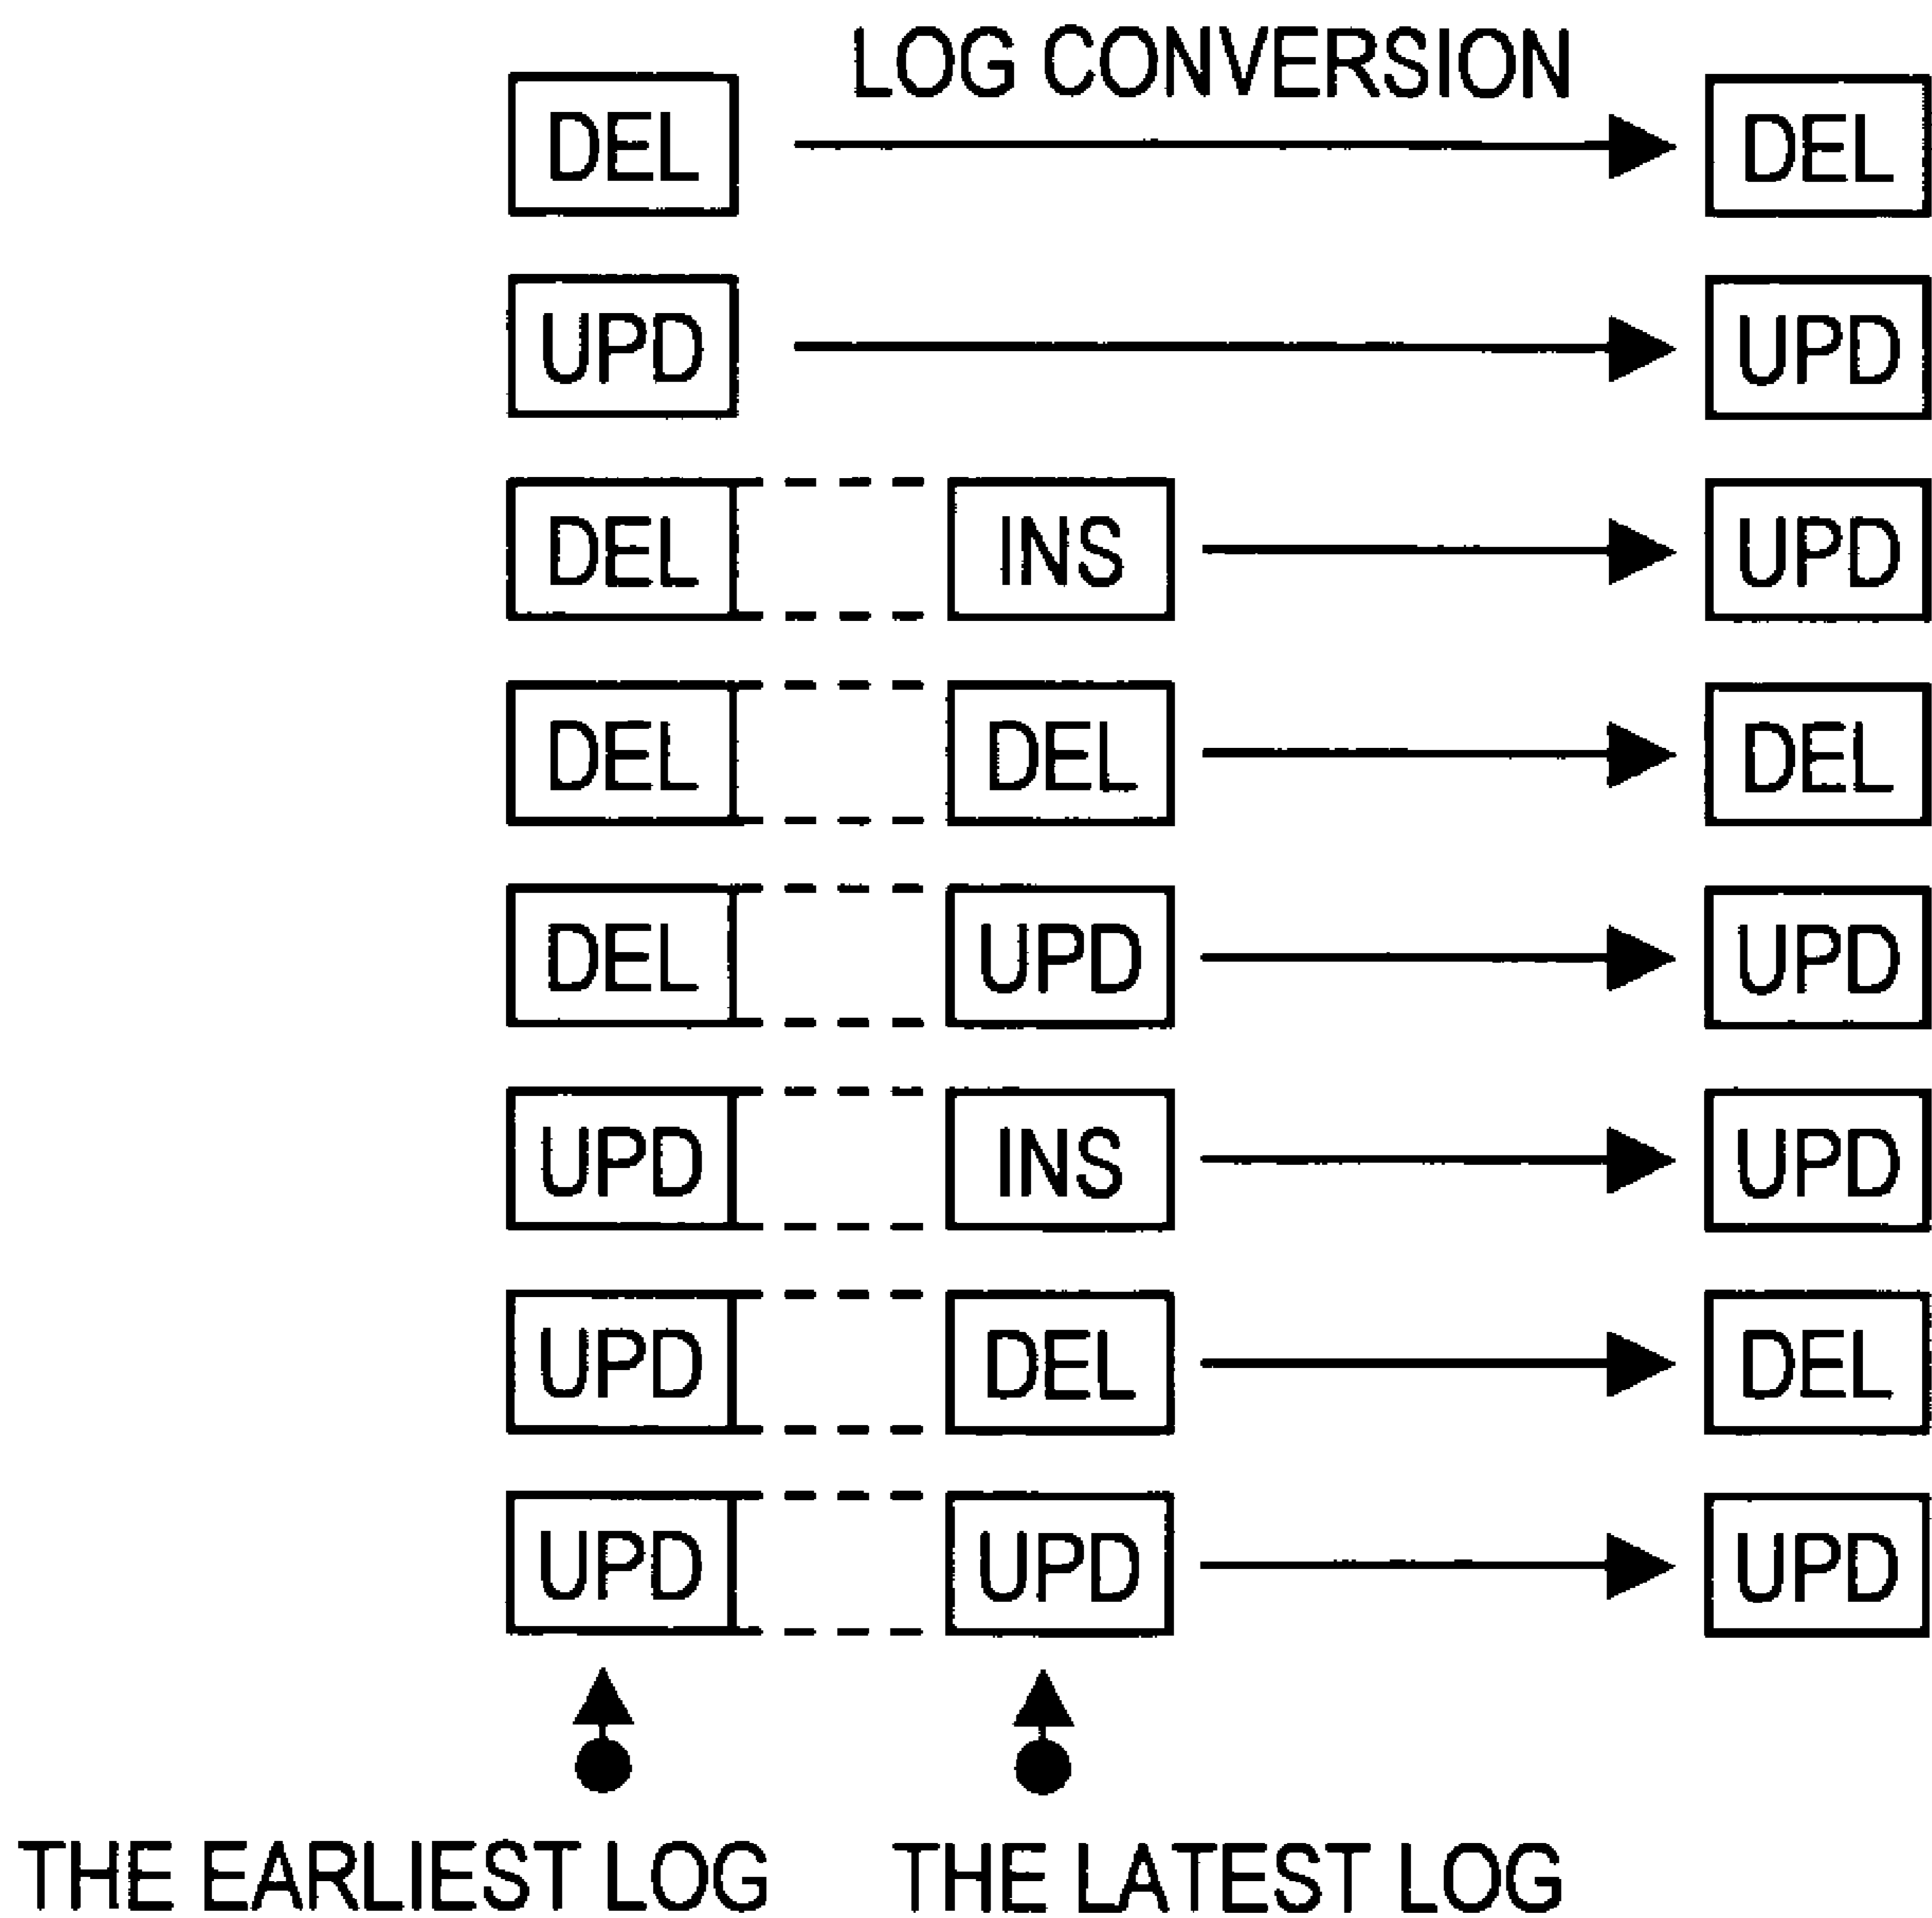 LOG CONVERSION
DEL DEL
UPD UPD
DEL INS UPD
DEL DEL DEL
DEL UPD UPD
UPD INS UPD
UPD DEL DEL
UPD UPD UPD
THE EARLIEST LOG THE LATEST LOG